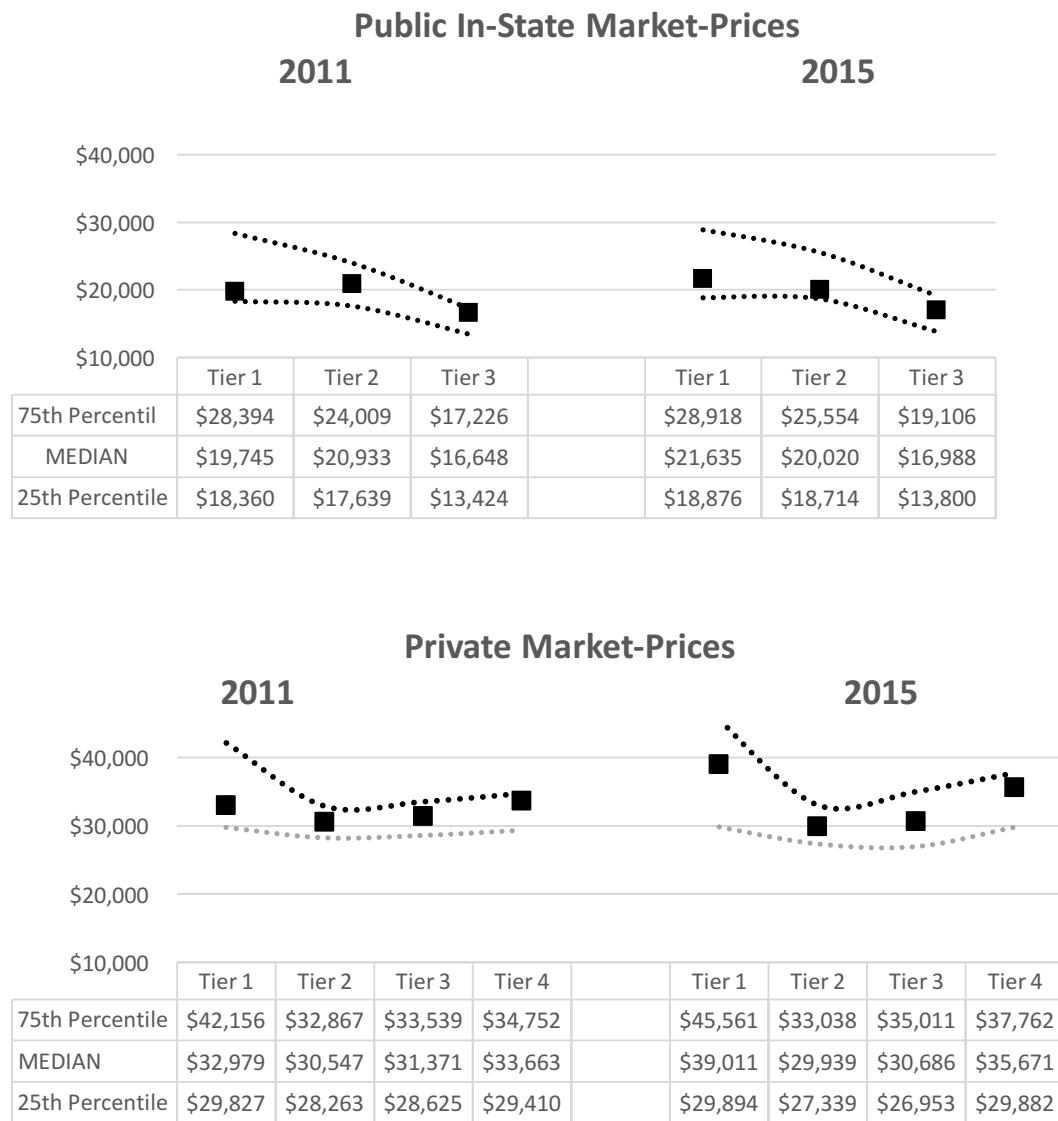 Public In-State Market-Prices
2011 2015
$40,000
$30,000
$20,000
$10,000
Tier 1 Tier 2 Tier 3 Tier 1 Tier 2 Tier 3
75th Percentil $28,394 $24,009 $17,226 $28,918 $25,554 $19,106
MEDIAN $19,745 $20,933 $16,648 $21,635 $20,020 $16,988
25th Percentile $18,360 $17,639 $13,424 $18,876 $18,714 $13,800
Private Market-Prices
2011 2015
$40,000
$30,000
$20,000
$10,000
Tier 1 Tier 2 Tier 3 Tier 4 Tier 1 Tier 2 Tier 3 Tier 4
75th Percentile $42,156 $32,867 $33,539 $34,752 $45,561 $33,038 $35,011 $37,762
MEDIAN $32,979 $30,547 $31,371 $33,663 $39,011 $29,939 $30,686 $35,671
25th Percentile $29,827 $28,263 $28,625 $29,410 $29,894 $27,339 $26,953 $29,882